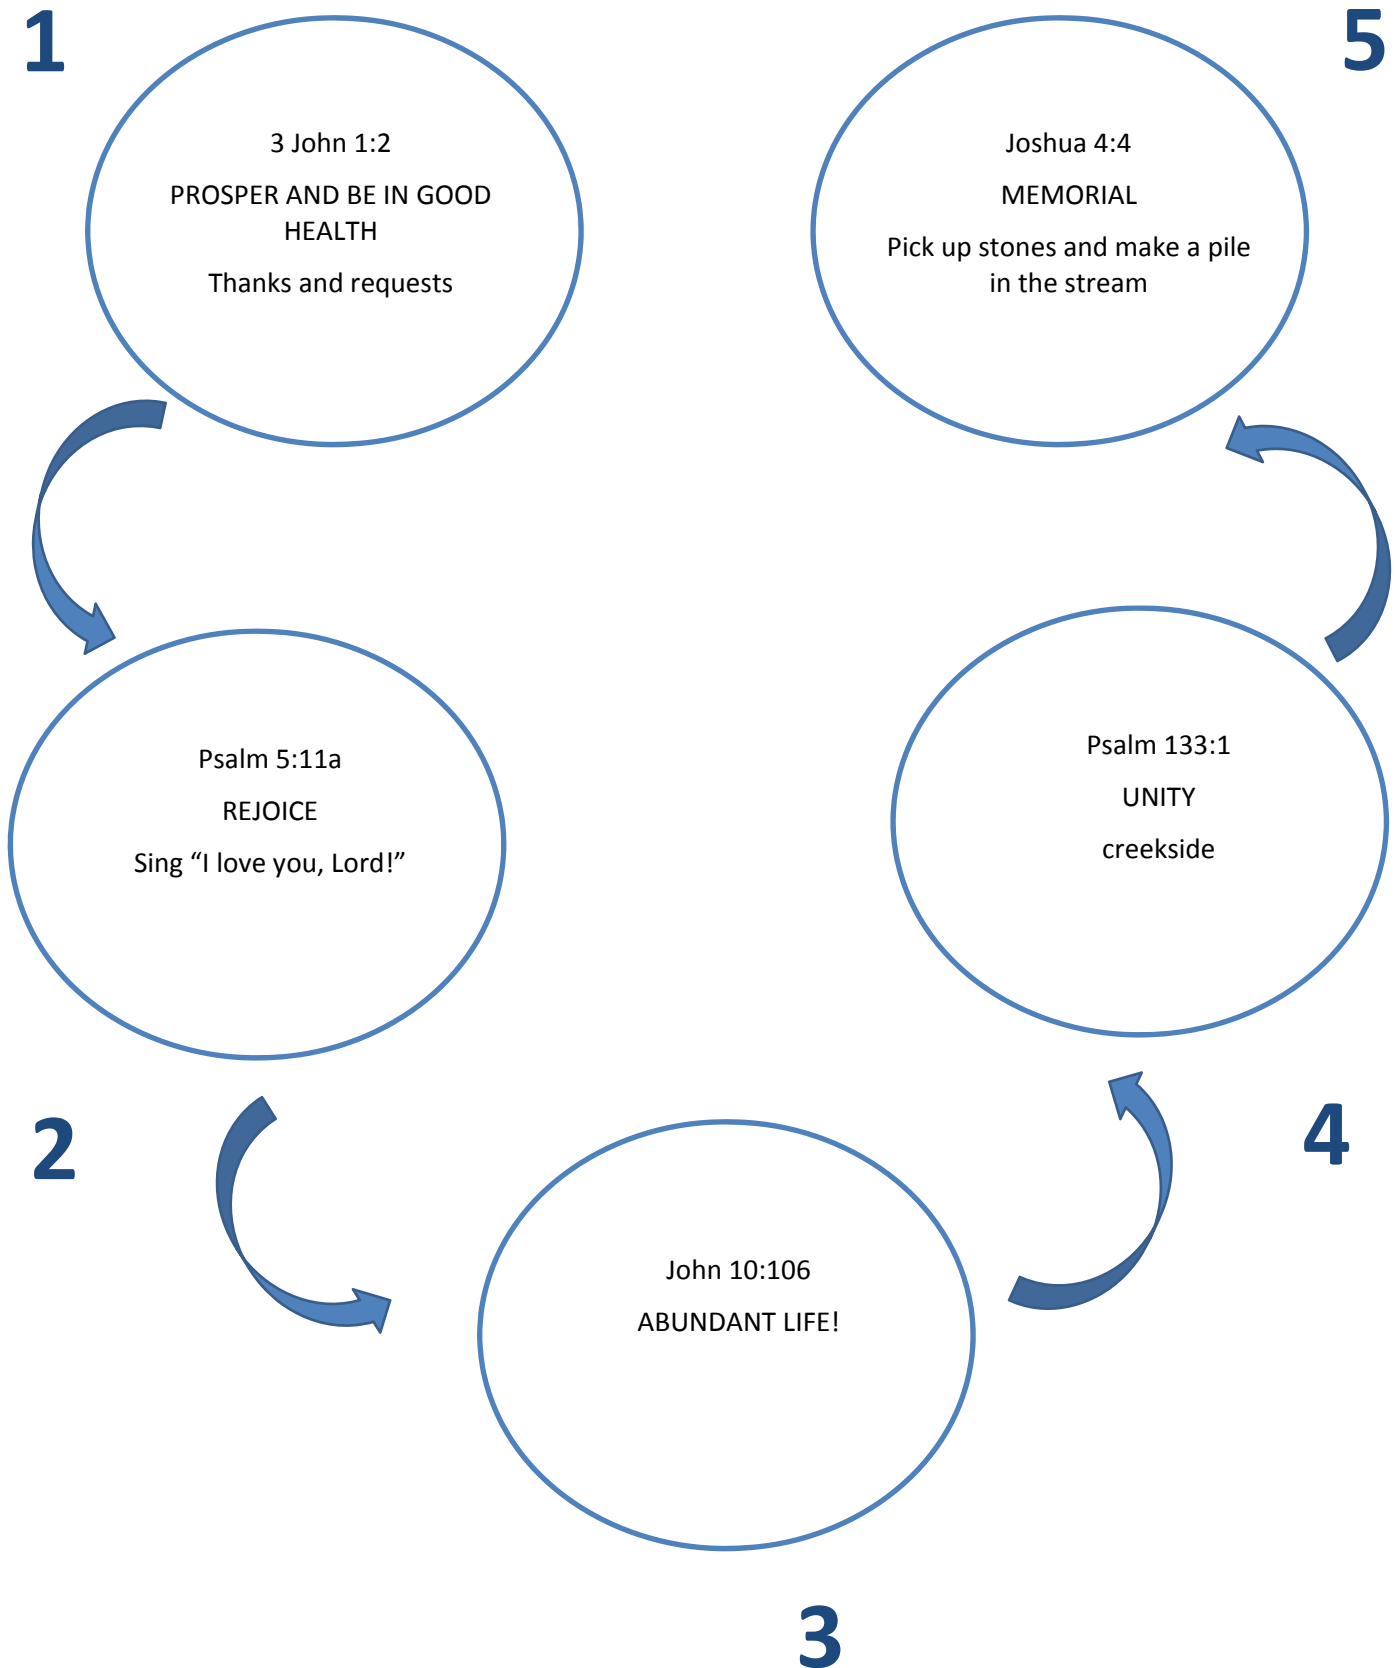 1
3 John 1:2
PROSPER AND BE IN GOOD
HEALTH
Thanks and requests
2
Psalm 5:11a
REJOICE
Sing “I love you, Lord!”
3
John 10:106
ABUNDANT LIFE!
4
Psalm 133:1
UNITY
creekside
5
Joshua 4:4
MEMORIAL
Pick up stones and make a pile
in the stream